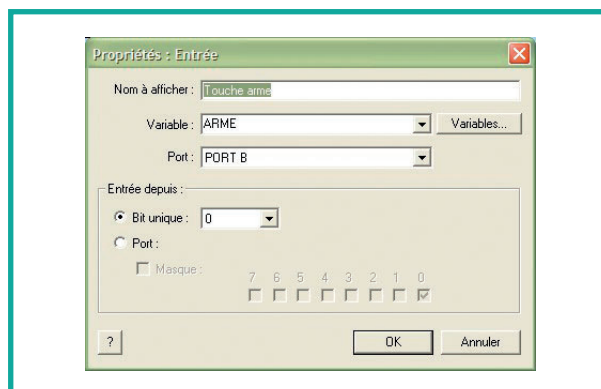 Propriétés : Entrée
Nom à afficher : Touche arme
Variable : ARME Variables...
Port : PORT B
Entrée depuis :
Bit unique : 0
Port :
Masque : 7 6 5 4 3 2 1 0
? OK Annuler